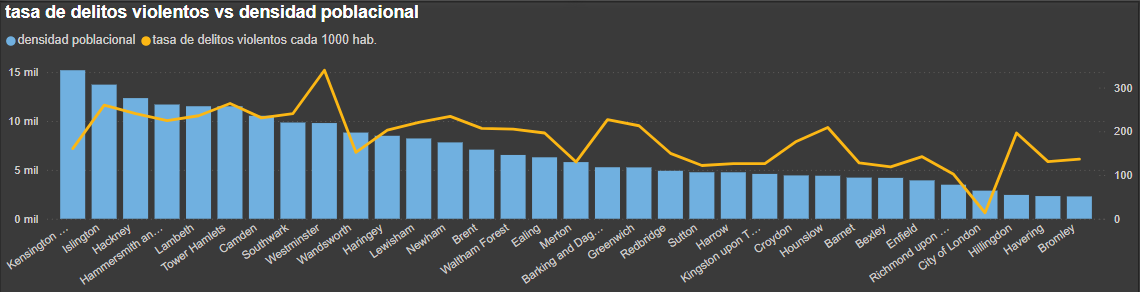 tasa de delitos violentos vs densidad poblacional
densidad poblacional tasa de delitos violentos cada 1000 hab.
15 mil
10 mil
5 mil
0 mil
300
200
100
0
Kensington ...
Islington
Hackney
Hammersmith an...
Lambeth
Tower Hamlets
Camden
Southwark
Westminster
Wandsworth
Haringey
Lewisham
Newham
Brent
Waltham Forest
Ealing
Merton
Barking and Dag...
Greenwich
Redbridge
Sutton
Harrow
Kingston upon T...
Croydon
Hounslow
Barnet
Bexley
Enfield
Richmond upon ...
City of London
Hillingdon
Havering
Bromley